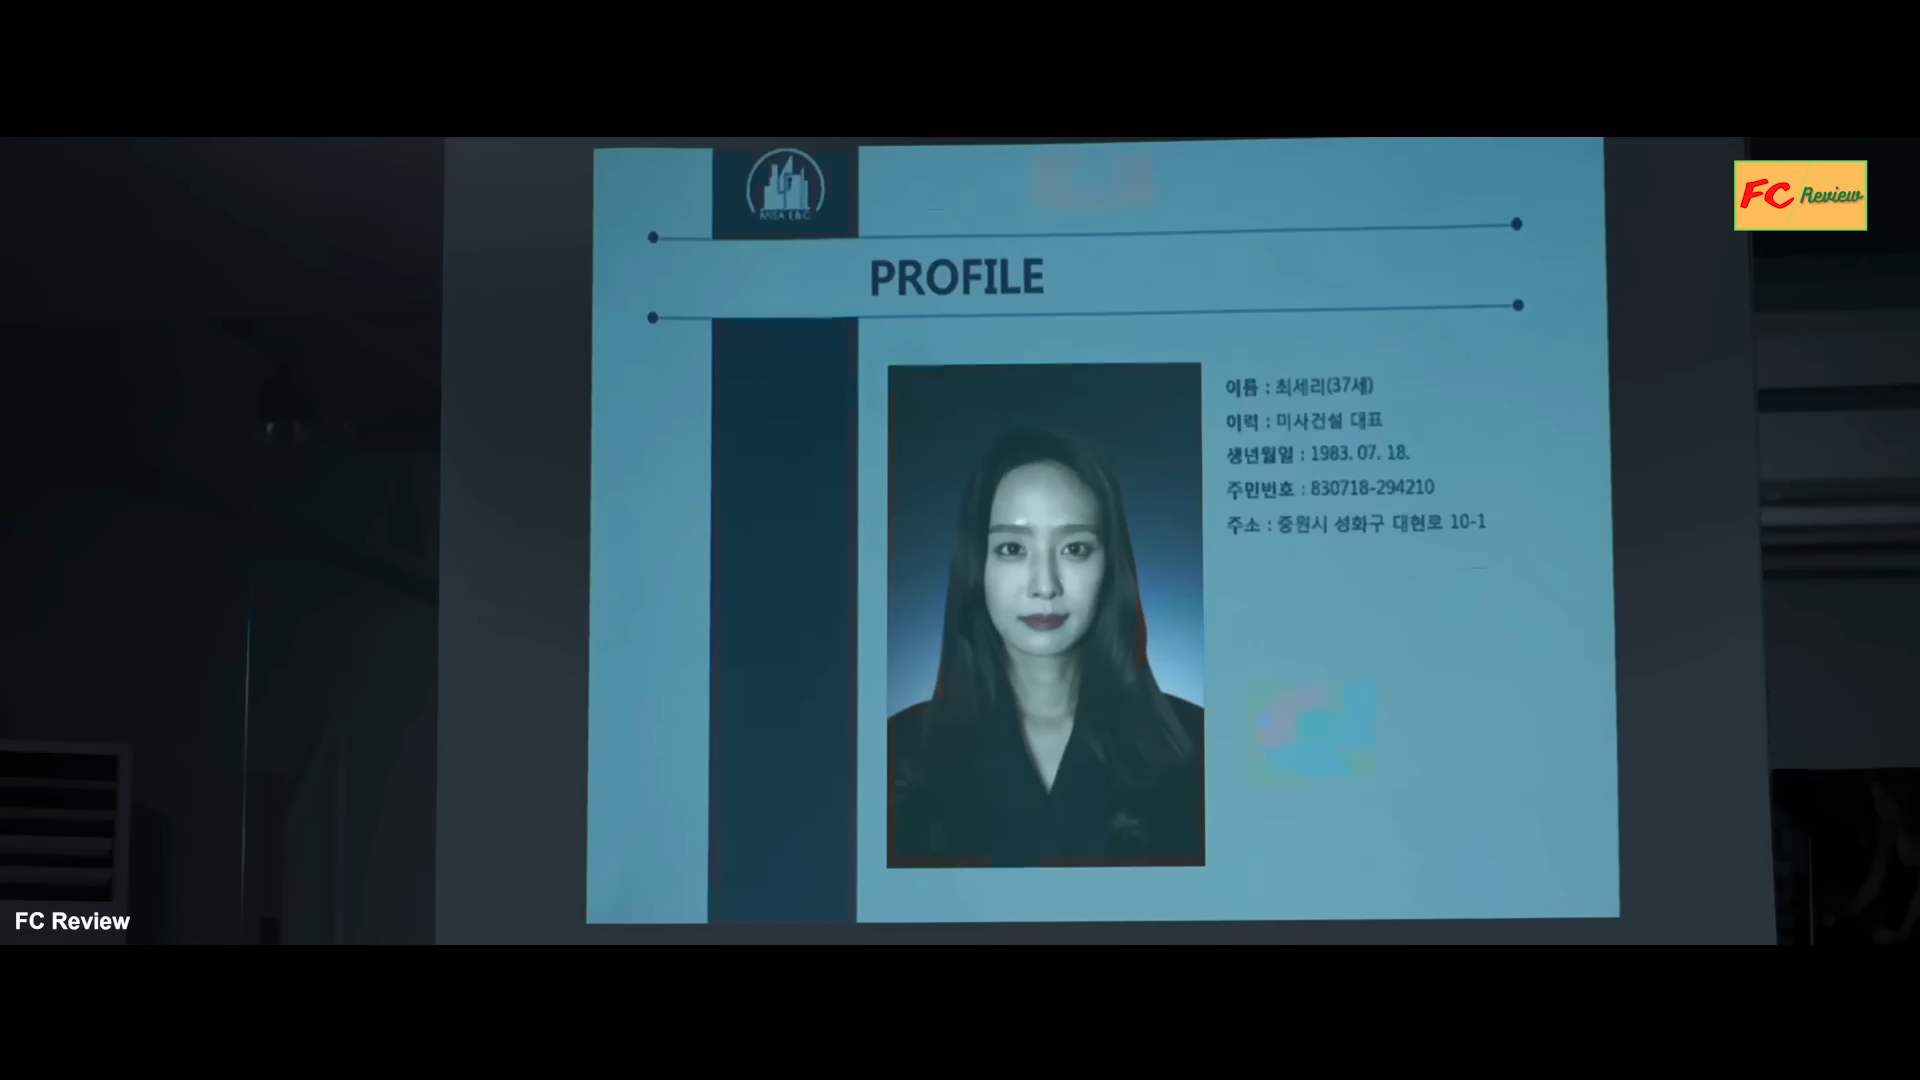 MISA E&C
FC Review
PROFILE
이름 : 최세리(37세)
이력 : 미사건설 대표
생년월일 : 1983. 07. 18.
주민번호 : 830718-294210
주소 : 중원시 성화구 대현로 10-1
FC Review